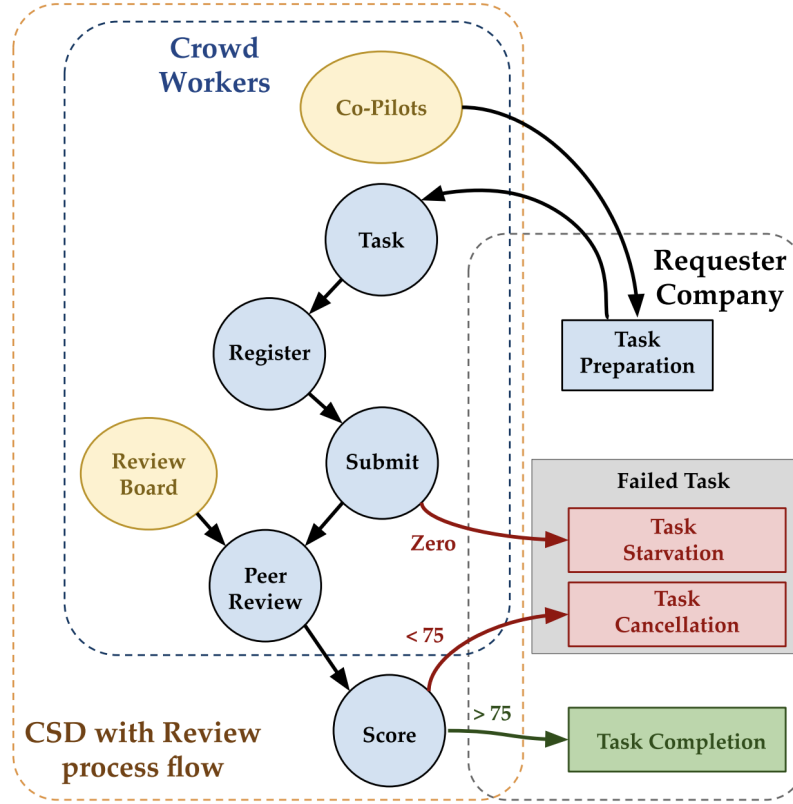 Crowd
Workers
Co-Pilots
Task
Requester
Company
Task
Preparation
Register
Review
Board
Submit
Failed Task
Task
Starvation
Zero
Peer
Review
Task
Cancellation
< 75
Score
> 75
Task Completion
CSD with Review
process flow